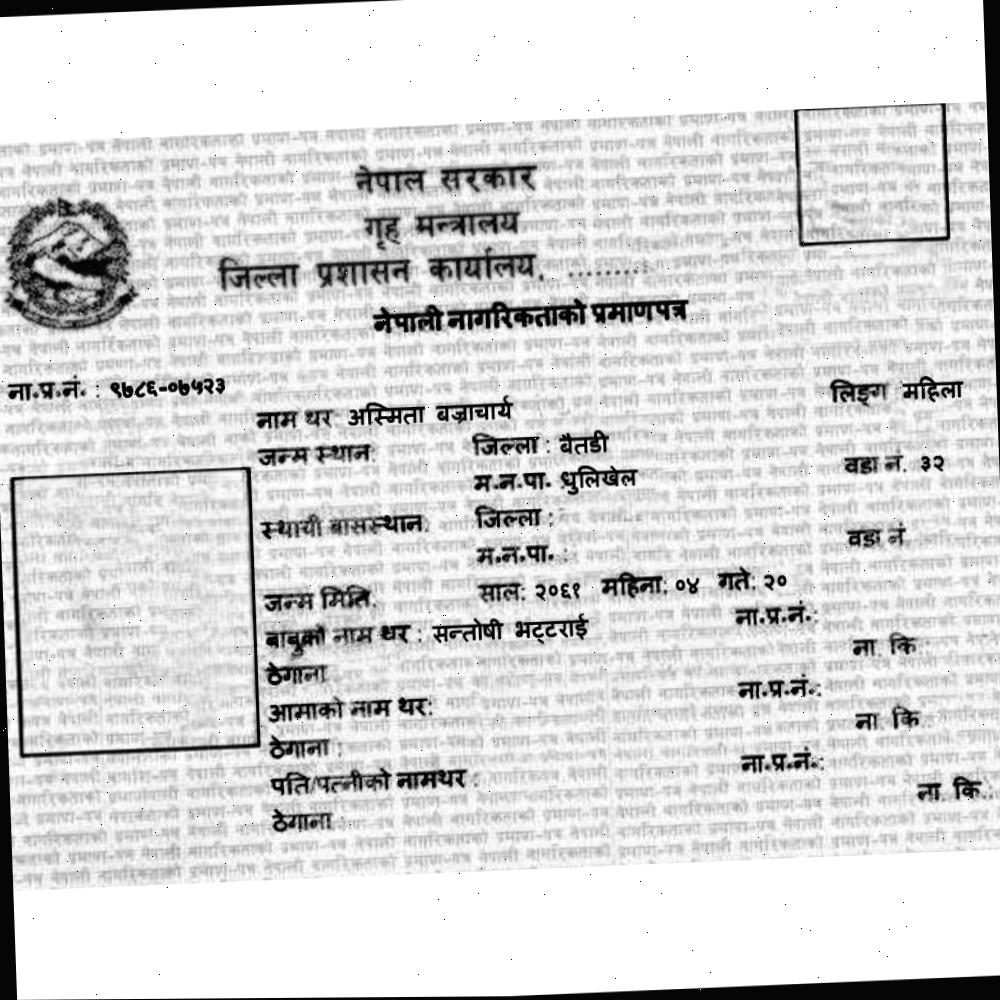 नेपाल सरकार
गृह मन्त्रालय
जिल्ला प्रशासन कार्यालय, ........:
नेपाली नागरिकताको प्रमाणपत्र
ना.प्र.नं. : ९७८६-०७५२३
लिङ्ग महिला
नाम थर अस्मिता बज्राचार्य
जन्म स्थान: जिल्ला : बैतडी
म.न.पा. धुलिखेल वडा नं. ३२
स्थायी बासस्थान: जिल्ला :
म.न.पा. : वडा नं.
जन्म मिति: साल: २०६१ महिना: ०४ गते: २०
बाबुको नाम थर : सन्तोषी भट्टराई ना.प्र.नं.:
ठेगाना ना. कि :
आमाको नाम थर: ना.प्र.नं.:
ठेगाना : ना. कि :
पति/पत्नीको नामथर : ना.प्र.नं.:
ठेगाना : ना. कि.: